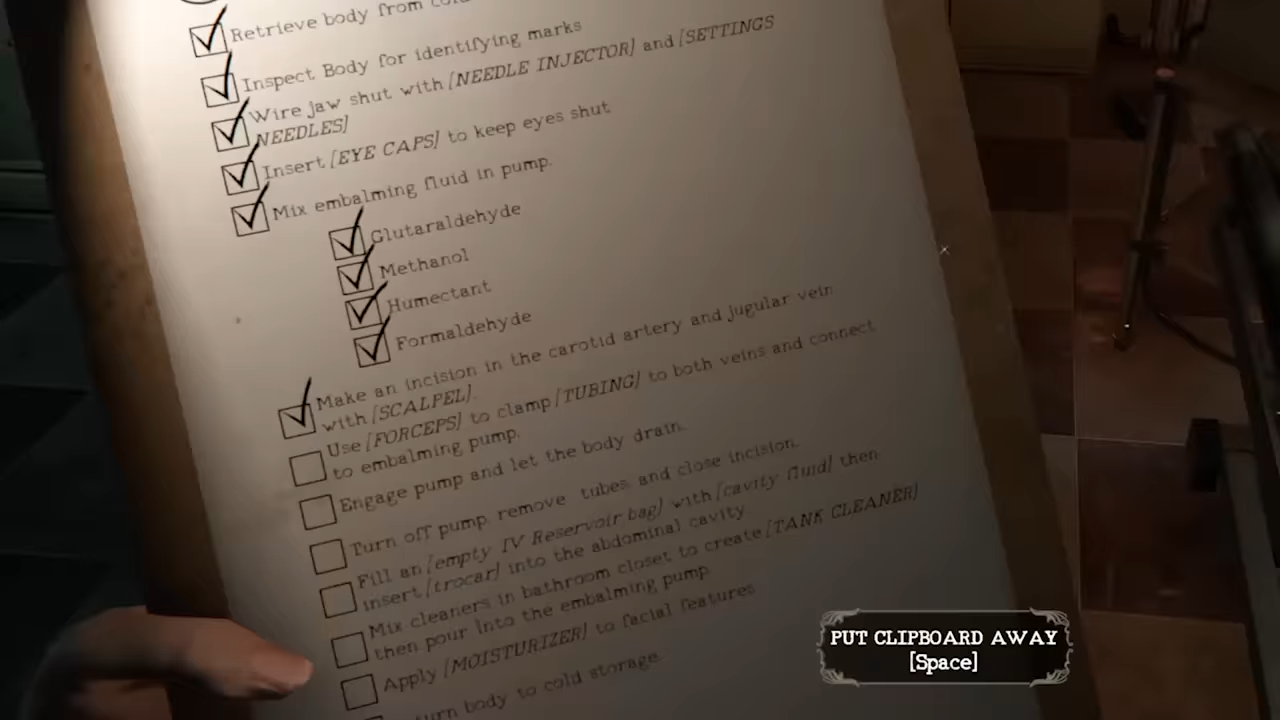 Retrieve body from
Inspect Body for identifying marks
Wire jaw shut with [NEEDLE INJECTOR] and [SETTINGS
NEEDLES]
Insert [EYE CAPS] to keep eyes shut
Mix embalming fluid in pump.
Glutaraldehyde
Methanol
Humectant
Formaldehyde
Make an incision in the carotid artery and jugular vein
with [SCALPEL].
Use [FORCEPS] to clamp [TUBING] to both veins and connect
to embalming pump.
Engage pump and let the body drain.
Turn off pump, remove tubes and close incision.
Fill an [empty IV Reservoir bag] with [cavity fluid] then
insert [trocar] into the abdominal cavity
Mix cleaners in bathroom closet to create [TANK CLEANER]
then pour into the embalming pump.
Apply [MOISTURIZER] to facial features
body to cold storage.
PUT CLIPBOARD AWAY
[Space]